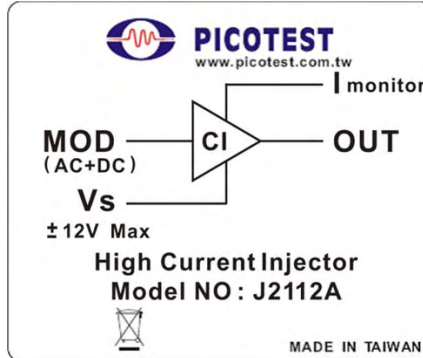 PICOTEST
www.picotest.com.tw
I monitor
MOD
CI
OUT
(AC+DC)
Vs
±12V Max
High Current Injector
Model NO : J2112A
MADE IN TAIWAN